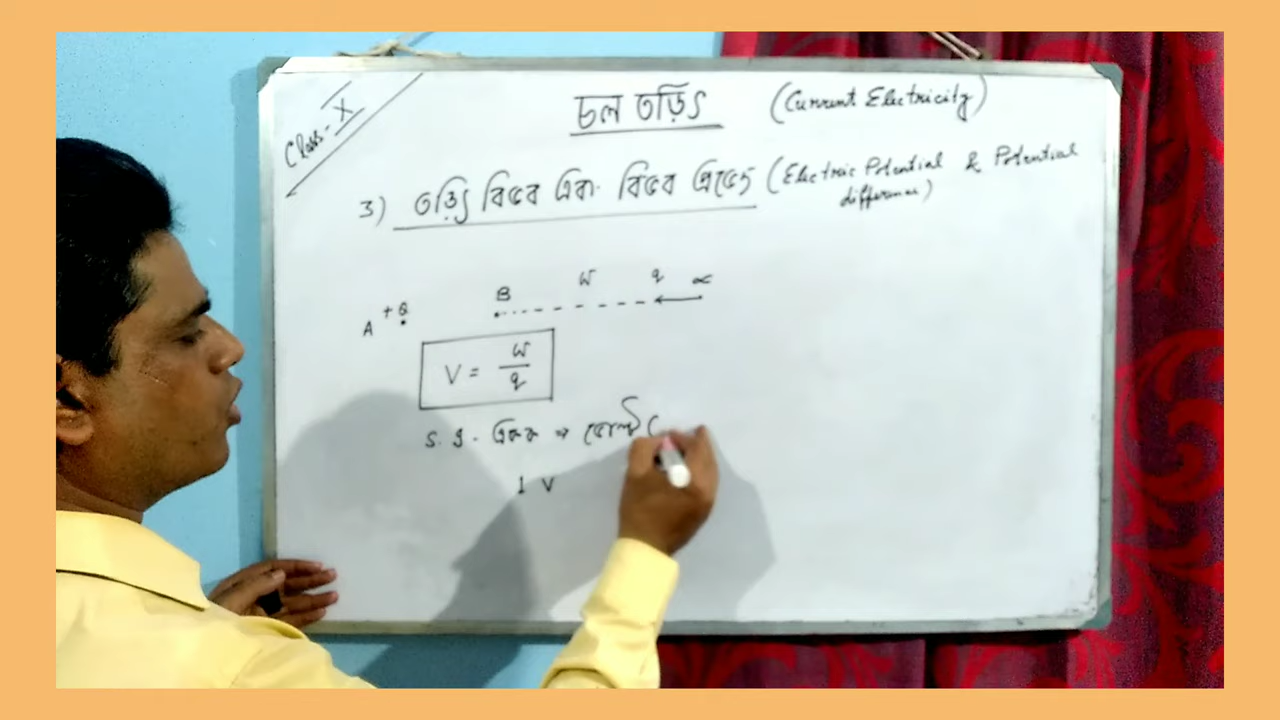 Class - X
চল তড়িৎ (Current Electricity)
3) তড়িৎ বিভব এবং বিভব প্রভেদ (Electric Potential & Potential
difference)
A +Q B W q ∝
V = W/q
S. I. একক ⇒ ভোল্ট (
1 V